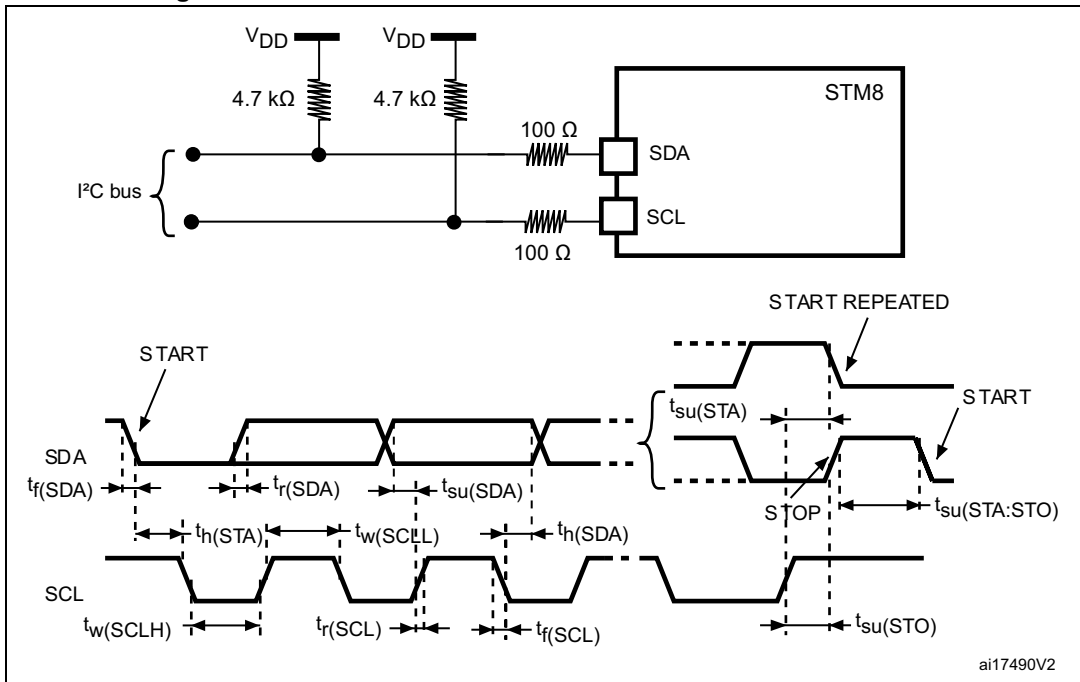 VDD VDD
4.7 kΩ 4.7 kΩ
STM8
100 Ω
SDA
I²C bus
SCL
100 Ω
START REPEATED
START
START
tsu(STA)
SDA
tf(SDA) tr(SDA) tsu(SDA)
STOP tsu(STA:STO)
th(STA) tw(SCLL) th(SDA)
SCL
tw(SCLH) tr(SCL) tf(SCL) tsu(STO)
ai17490V2